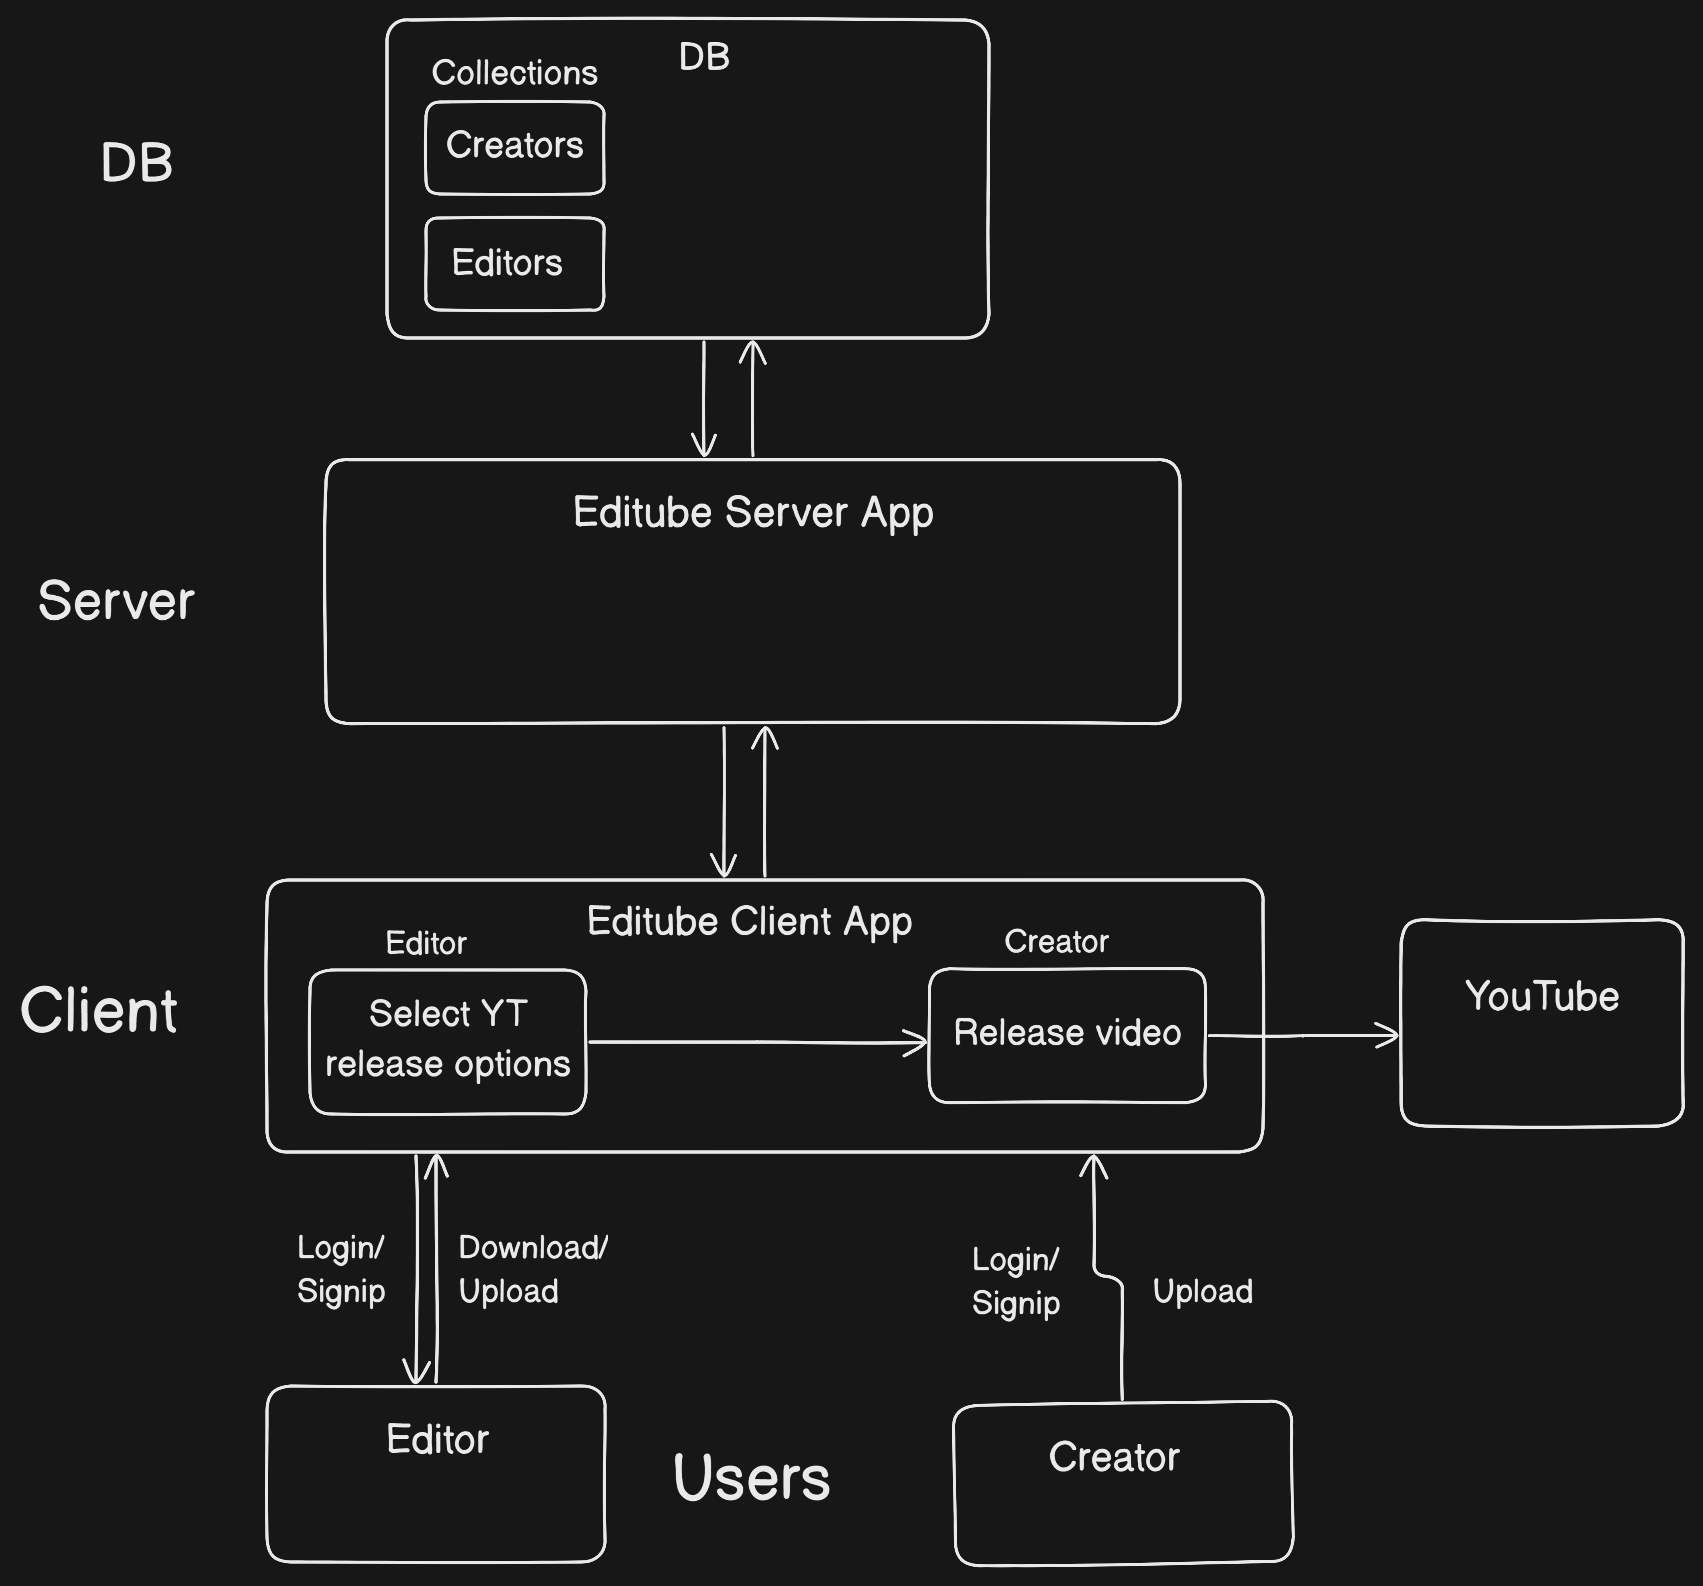 DB
Collections
Creators
DB
Editors
Editube Server App
Server
Editube Client App
Editor
Creator
Client
Select YT
release options
Release video
YouTube
Login/
Signip
Download/
Upload
Login/
Signip
Upload
Editor
Users
Creator